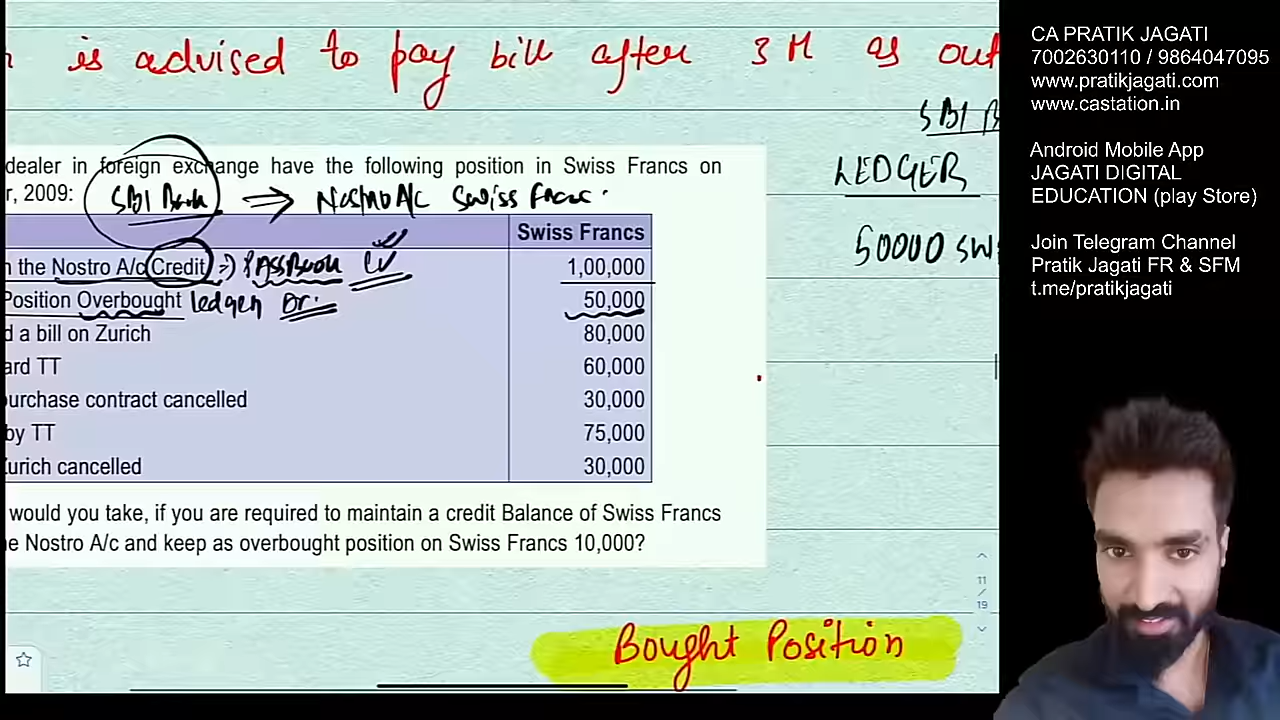 is advised to pay bill after 3 M as out
SBI B
dealer in foreign exchange have the following position in Swiss Francs on
r, 2009:
SBI Bank ⇒ Nostro A/c Swiss Franc
LEDGER
Swiss Francs
50000 SW
n the Nostro A/c Credit ⇒ PASSBOOK Cr 1,00,000
Position Overbought ledger Dr. 50,000
d a bill on Zurich 80,000
ard TT 60,000
purchase contract cancelled 30,000
by TT 75,000
Zurich cancelled 30,000
would you take, if you are required to maintain a credit Balance of Swiss Francs
e Nostro A/c and keep as overbought position on Swiss Francs 10,000?
11
/
19
Bought Position
CA PRATIK JAGATI
7002630110 / 9864047095
www.pratikjagati.com
www.castation.in
Android Mobile App
JAGATI DIGITAL
EDUCATION (play Store)
Join Telegram Channel
Pratik Jagati FR & SFM
t.me/pratikjagati